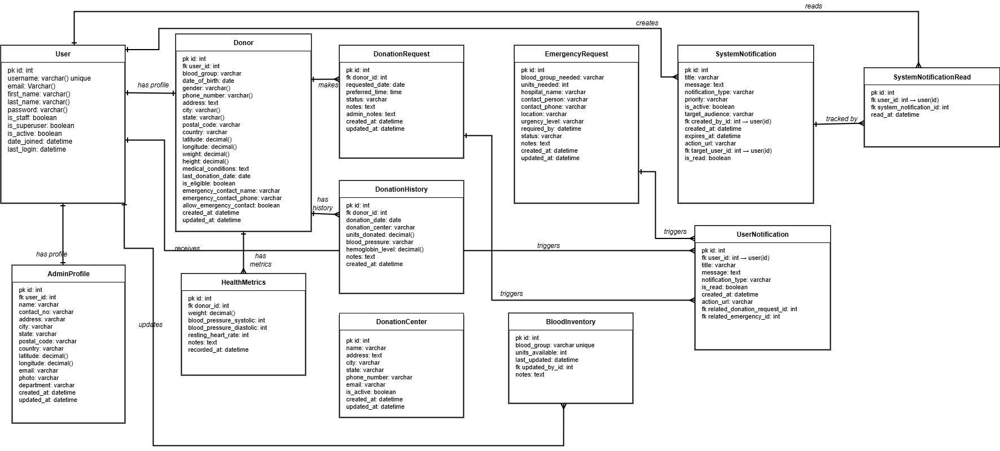 reads
creates
User
pk id: int
username: varchar() unique
email: Varchar()
first_name: varchar()
last_name: varchar()
password: varchar()
is_staff: boolean
is_superuser: boolean
is_active: boolean
date_joined: datetime
last_login: datetime
has profile
Donor
pk id: int
fk user_id: int
blood_group: varchar
date_of_birth: date
gender: varchar()
phone_number: varchar()
address: text
city: varchar()
state: varchar()
postal_code: varchar
country: varchar
latitude: decimal()
longitude: decimal()
weight: decimal()
height: decimal()
medical_conditions: text
last_donation_date: date
is_eligible: boolean
emergency_contact_name: varchar
emergency_contact_phone: varchar
allow_emergency_contact: boolean
created_at: datetime
updated_at: datetime
makes
DonationRequest
pk id: int
fk donor_id: int
requested_date: date
preferred_time: time
status: varchar
notes: text
admin_notes: text
created_at: datetime
updated_at: datetime
EmergencyRequest
pk id: int
blood_group_needed: varchar
units_needed: int
hospital_name: varchar
contact_person: varchar
contact_phone: varchar
location: varchar
urgency_level: varchar
required_by: datetime
status: varchar
notes: text
created_at: datetime
updated_at: datetime
SystemNotification
pk id: int
title: varchar
message: text
notification_type: varchar
priority: varchar
is_active: boolean
target_audience: varchar
fk created_by_id: int → user(id)
created_at: datetime
expires_at: datetime
action_url: varchar
fk target_user_id: int → user(id)
is_read: boolean
tracked by
SystemNotificationRead
pk id: int
fk user_id: int → user(id)
fk system_notification_id: int
read_at: datetime
has
history
DonationHistory
pk id: int
fk donor_id: int
donation_date: date
donation_center: varchar
units_donated: decimal()
blood_pressure: varchar
hemoglobin_level: decimal()
notes: text
created_at: datetime
triggers
triggers
triggers
UserNotification
pk id: int
fk user_id: int → user(id)
title: varchar
message: text
notification_type: varchar
is_read: boolean
created_at: datetime
action_url: varchar
fk related_donation_request_id: int
fk related_emergency_id: int
receives
has profile
AdminProfile
pk id: int
fk user_id: int
name: varchar
contact_no: varchar
address: varchar
city: varchar
state: varchar
postal_code: varchar
country: varchar
latitude: decimal()
longitude: decimal()
email: varchar
photo: varchar
department: varchar
created_at: datetime
updated_at: datetime
updates
has
metrics
HealthMetrics
pk id: int
fk donor_id: int
weight: decimal()
blood_pressure_systolic: int
blood_pressure_diastolic: int
resting_heart_rate: int
notes: text
recorded_at: datetime
DonationCenter
pk id: int
name: varchar
address: text
city: varchar
state: varchar
phone_number: varchar
email: varchar
is_active: boolean
created_at: datetime
updated_at: datetime
BloodInventory
pk id: int
blood_group: varchar unique
units_available: int
last_updated: datetime
fk updated_by_id: int
notes: text